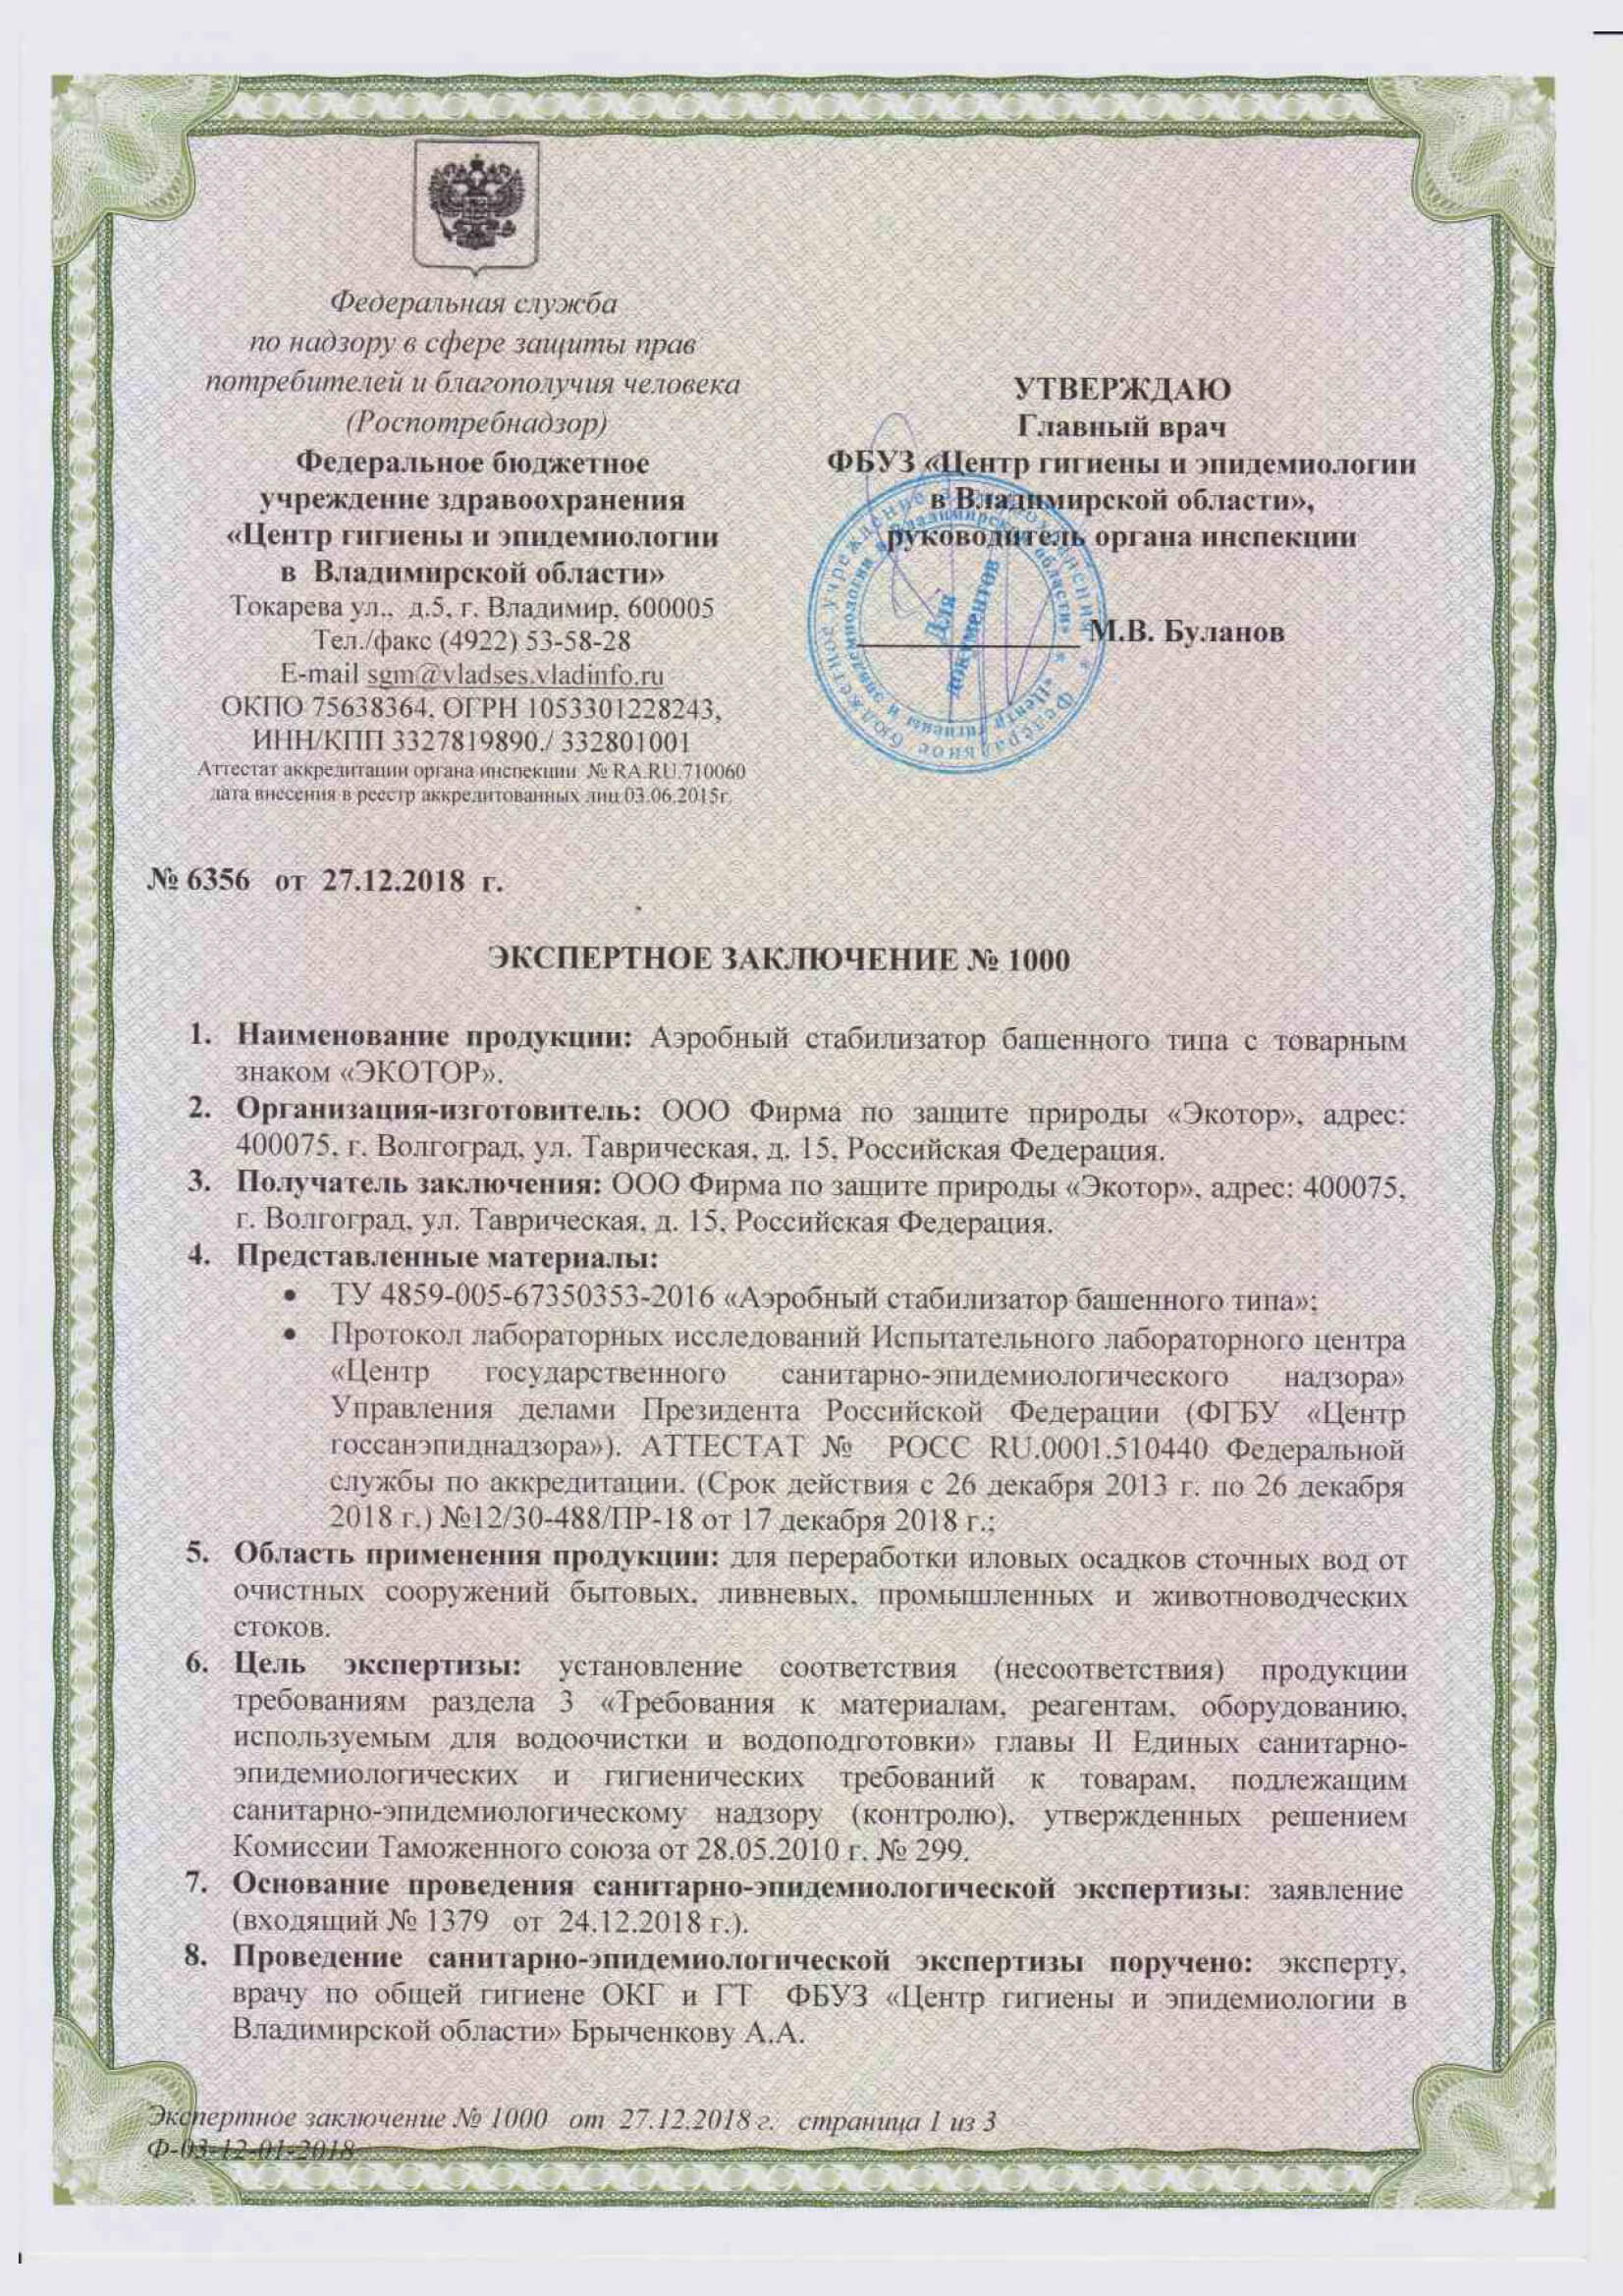 Федеральная служба
по надзору в сфере защиты прав
потребителей и благополучия человека
(Роспотребнадзор)
Федеральное бюджетное
учреждение здравоохранения
«Центр гигиены и эпидемиологии
в Владимирской области»
Токарева ул., д.5, г. Владимир, 600005
Тел./факс (4922) 53-58-28
E-mail sgm@vladses.vladinfo.ru
ОКПО 75638364, ОГРН 1053301228243,
ИНН/КПП 3327819890./ 332801001
Аттестат аккредитации органа инспекции № RA.RU.710060
дата внесения в реестр аккредитованных лиц 03.06.2015г.
УТВЕРЖДАЮ
Главный врач
ФБУЗ «Центр гигиены и эпидемиологии
в Владимирской области»,
руководитель органа инспекции
М.В. Буланов
Федеральное бюджетное учреждение здравоохранения
«Центр гигиены и эпидемиологии в Владимирской области»
Для
документов
№ 6356 от 27.12.2018 г.
ЭКСПЕРТНОЕ ЗАКЛЮЧЕНИЕ № 1000
1. Наименование продукции: Аэробный стабилизатор башенного типа с товарным
знаком «ЭКОТОР».
2. Организация-изготовитель: ООО Фирма по защите природы «Экотор», адрес:
400075, г. Волгоград, ул. Таврическая, д. 15, Российская Федерация.
3. Получатель заключения: ООО Фирма по защите природы «Экотор», адрес: 400075,
г. Волгоград, ул. Таврическая, д. 15, Российская Федерация.
4. Представленные материалы:
• ТУ 4859-005-67350353-2016 «Аэробный стабилизатор башенного типа»;
• Протокол лабораторных исследований Испытательного лабораторного центра
«Центр государственного санитарно-эпидемиологического надзора»
Управления делами Президента Российской Федерации (ФГБУ «Центр
госсанэпиднадзора»). АТТЕСТАТ № РОСС RU.0001.510440 Федеральной
службы по аккредитации. (Срок действия с 26 декабря 2013 г. по 26 декабря
2018 г.) №12/30-488/ПР-18 от 17 декабря 2018 г.;
5. Область применения продукции: для переработки иловых осадков сточных вод от
очистных сооружений бытовых, ливневых, промышленных и животноводческих
стоков.
6. Цель экспертизы: установление соответствия (несоответствия) продукции
требованиям раздела 3 «Требования к материалам, реагентам, оборудованию,
используемым для водоочистки и водоподготовки» главы II Единых санитарно-
эпидемиологических и гигиенических требований к товарам, подлежащим
санитарно-эпидемиологическому надзору (контролю), утвержденных решением
Комиссии Таможенного союза от 28.05.2010 г. № 299.
7. Основание проведения санитарно-эпидемиологической экспертизы: заявление
(входящий № 1379 от 24.12.2018 г.).
8. Проведение санитарно-эпидемиологической экспертизы поручено: эксперту,
врачу по общей гигиене ОКГ и ГТ ФБУЗ «Центр гигиены и эпидемиологии в
Владимирской области» Брыченкову А.А.
Экспертное заключение № 1000 от 27.12.2018 г. страница 1 из 3
Ф-03-12-01-2018